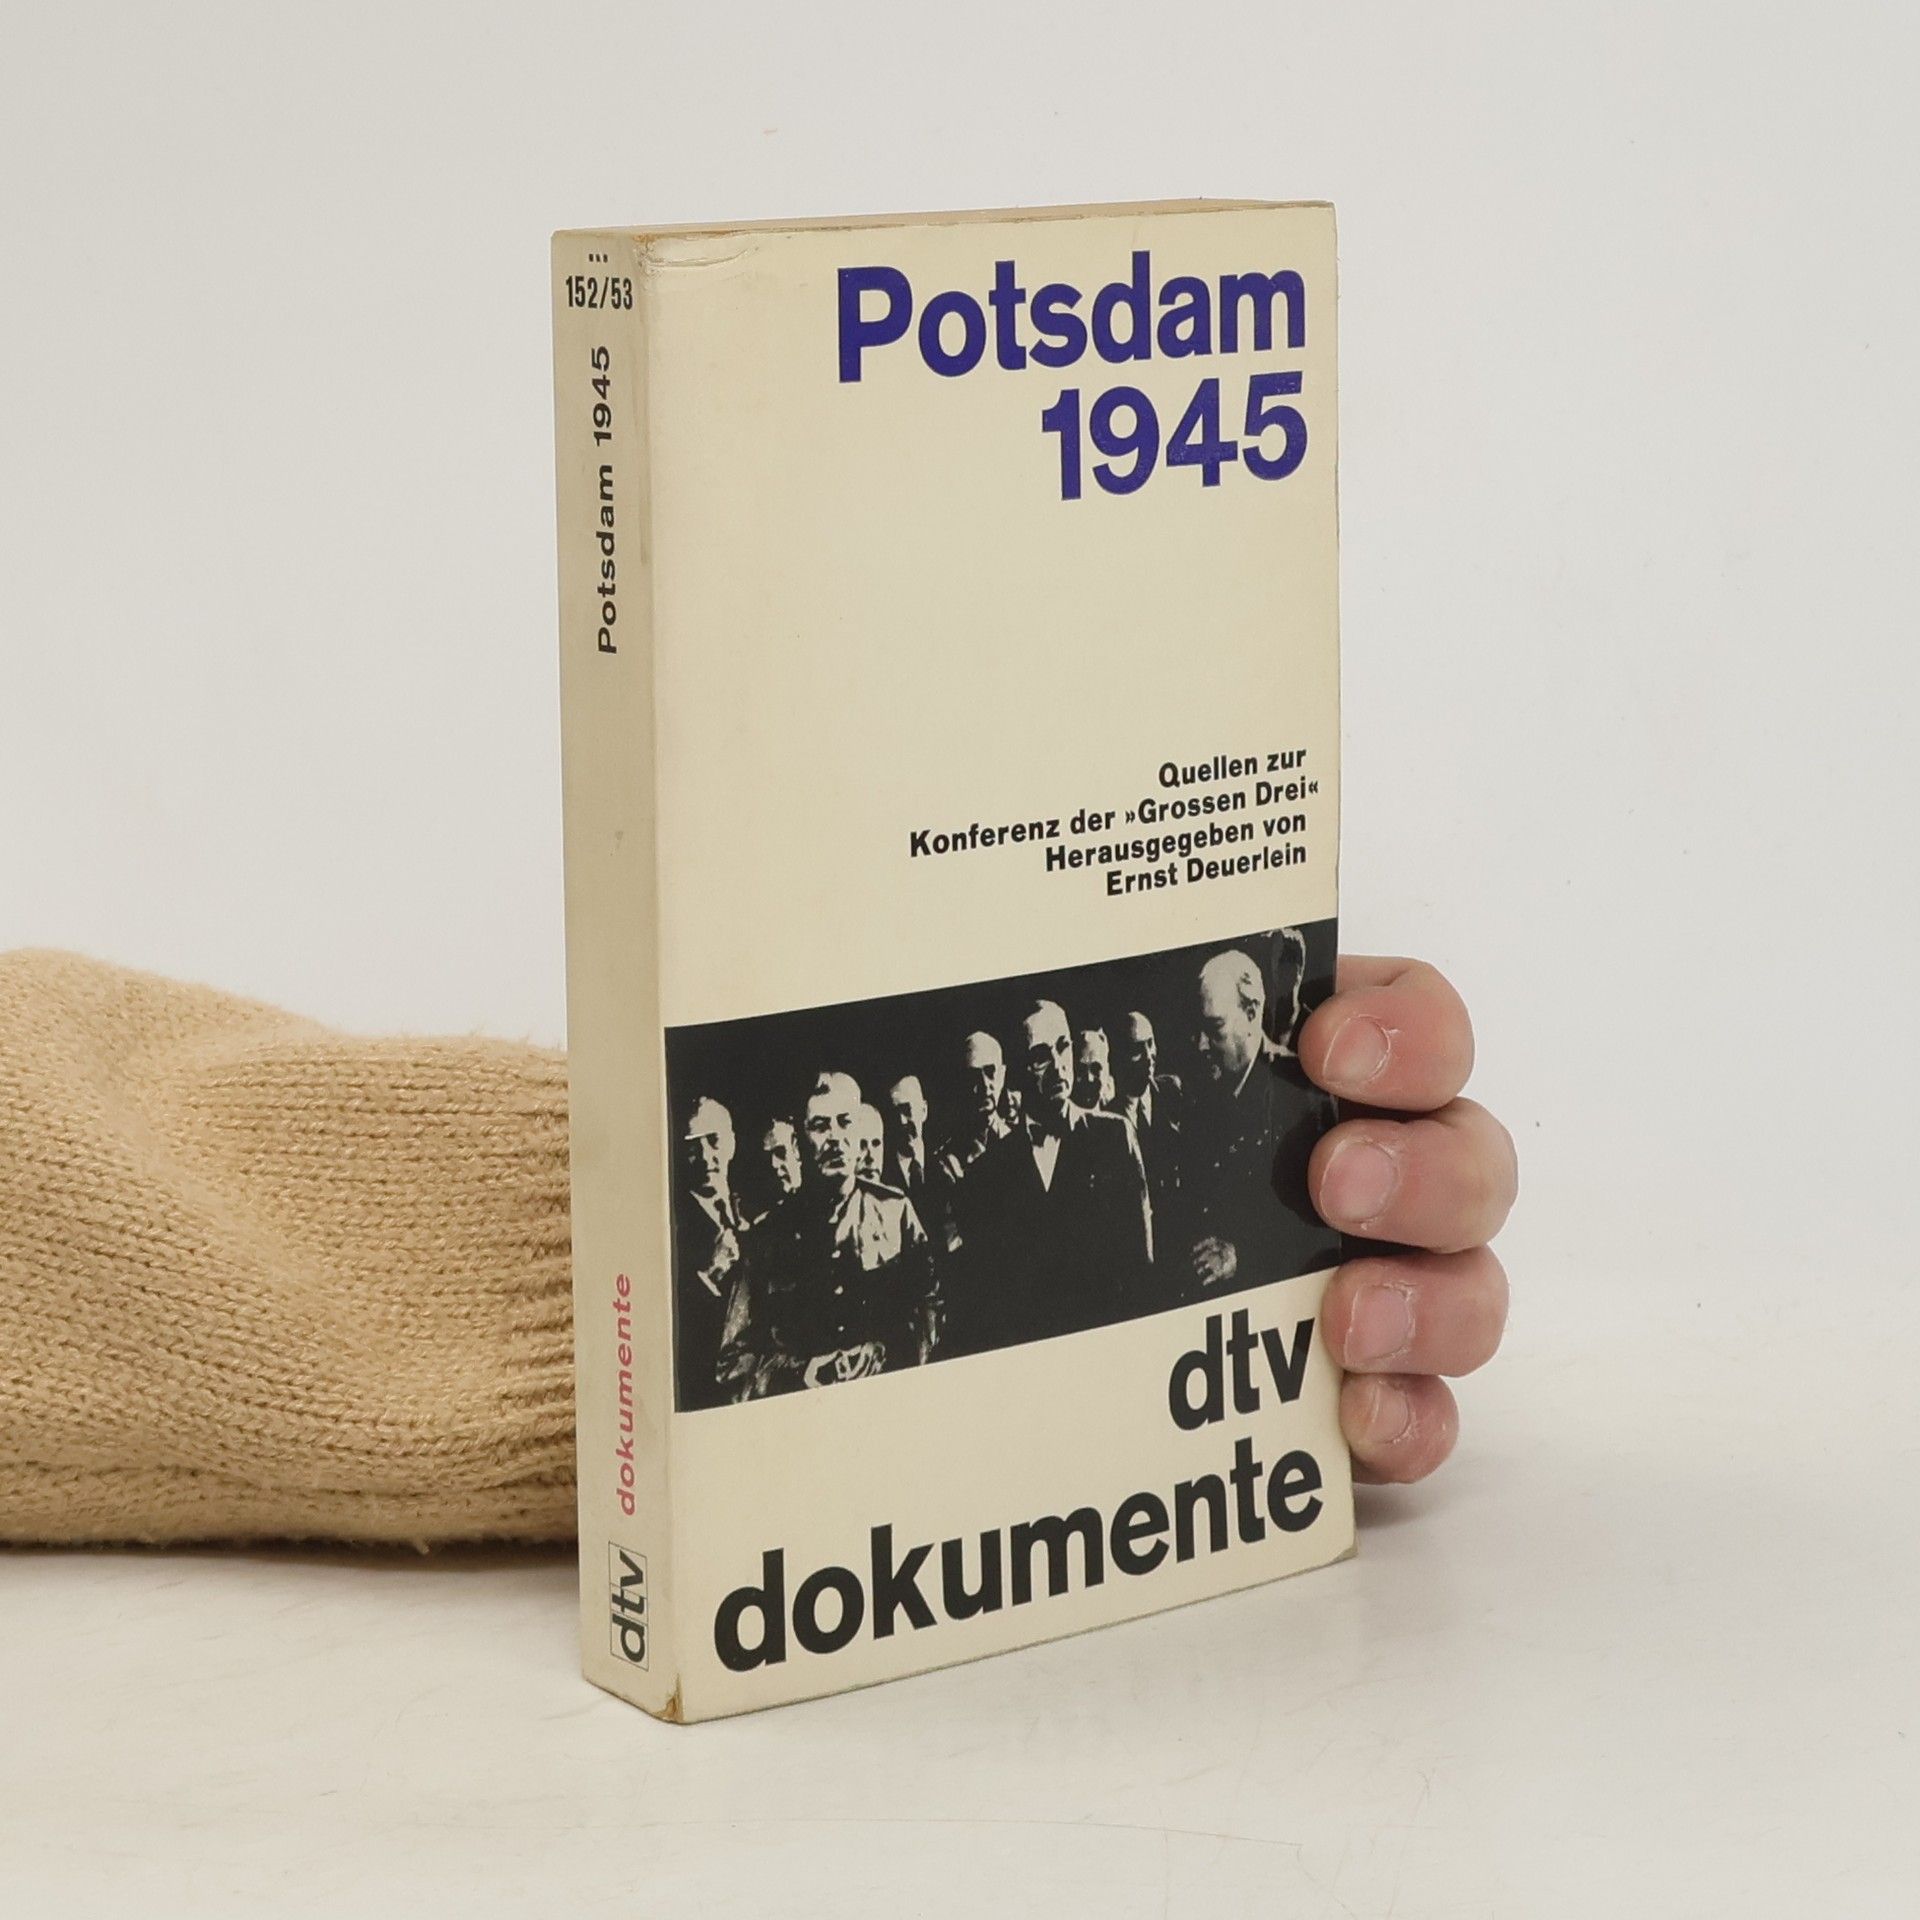 152/53
Potsdam 1945
dokumente
dtv
Potsdam
1945
Quellen zur
Konferenz der »Grossen Drei«
Herausgegeben von
Ernst Deuerlein
dtv
dokumente